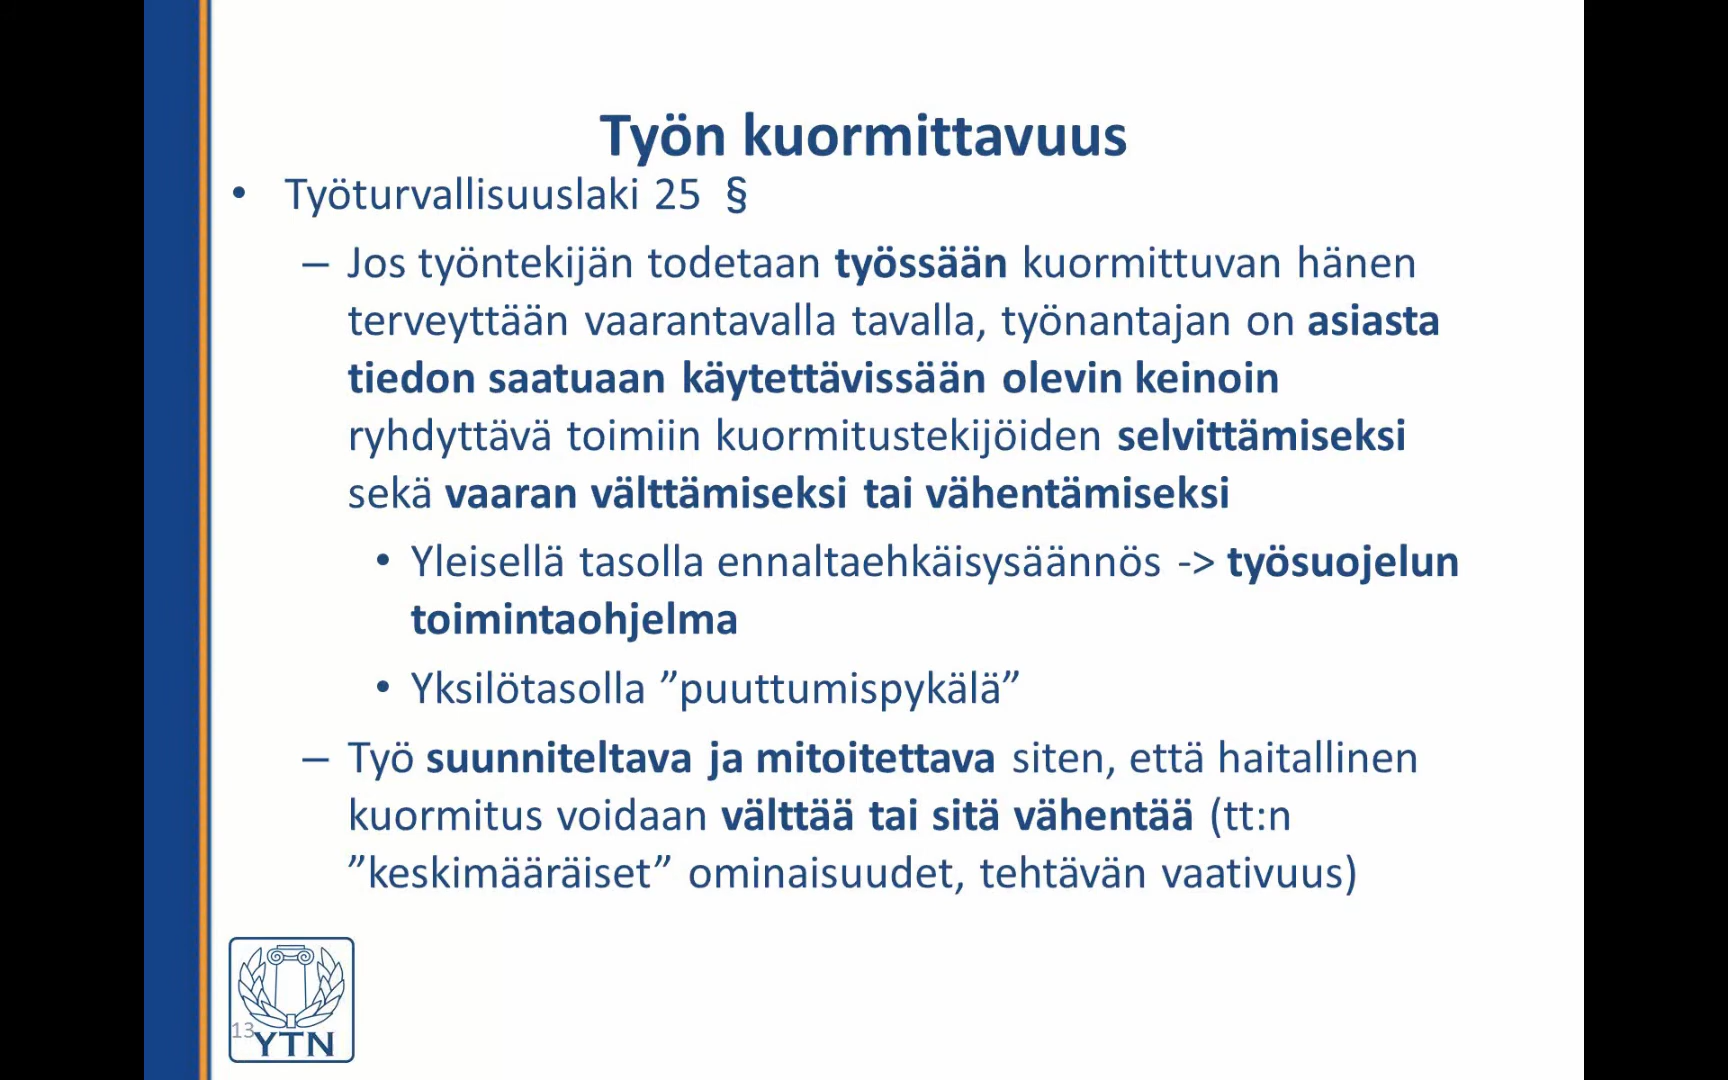 Työn kuormittavuus
• Työturvallisuuslaki 25 §
– Jos työntekijän todetaan työssään kuormittuvan hänen
terveyttään vaarantavalla tavalla, työnantajan on asiasta
tiedon saatuaan käytettävissään olevin keinoin
ryhdyttävä toimiin kuormitustekijöiden selvittämiseksi
sekä vaaran välttämiseksi tai vähentämiseksi
• Yleisellä tasolla ennaltaehkäisysäännös -> työsuojelun
toimintaohjelma
• Yksilötasolla ”puuttumispykälä”
– Työ suunniteltava ja mitoitettava siten, että haitallinen
kuormitus voidaan välttää tai sitä vähentää (tt:n
”keskimääräiset” ominaisuudet, tehtävän vaativuus)
13
YTN